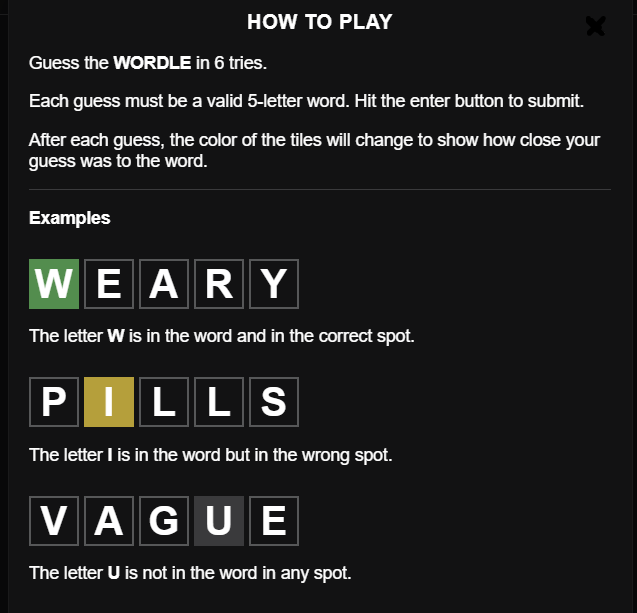 HOW TO PLAY
Guess the WORDLE in 6 tries.
Each guess must be a valid 5-letter word. Hit the enter button to submit.
After each guess, the color of the tiles will change to show how close your
guess was to the word.
Examples
WEARY
The letter W is in the word and in the correct spot.
PILLS
The letter I is in the word but in the wrong spot.
VAGUE
The letter U is not in the word in any spot.